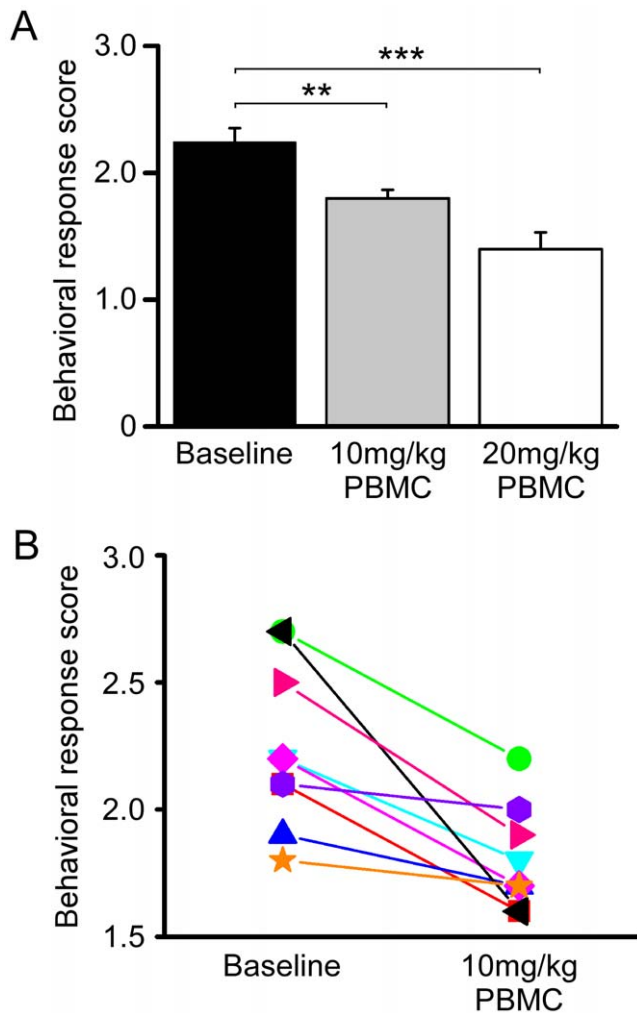 A
Behavioral response score
3.0
2.0
1.0
0
***
**
Baseline
10mg/kg
PBMC
20mg/kg
PBMC
B
Behavioral response score
3.0
2.5
2.0
1.5
Baseline
10mg/kg
PBMC